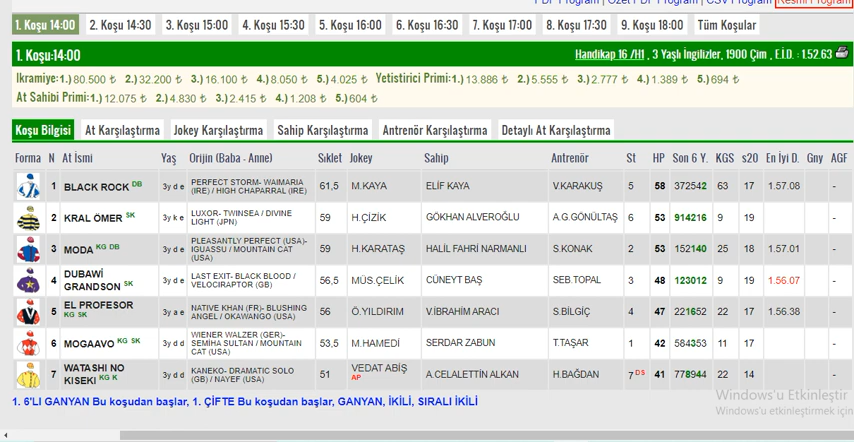 PDF Program | Özet PDF Program | CSV Program | Resmi Program
1. Koşu 14:00 2. Koşu 14:30 3. Koşu 15:00 4. Koşu 15:30 5. Koşu 16:00 6. Koşu 16:30 7. Koşu 17:00 8. Koşu 17:30 9. Koşu 18:00 Tüm Koşular
1. Koşu:14:00 Handikap 16 /H1 , 3 Yaşlı İngilizler, 1900 Çim , E.İ.D. : 1.52.63
İkramiye:1.) 80.500 ₺ 2.) 32.200 ₺ 3.) 16.100 ₺ 4.) 8.050 ₺ 5.) 4.025 ₺ Yetistirici Primi:1.) 13.886 ₺ 2.) 5.555 ₺ 3.) 2.777 ₺ 4.) 1.389 ₺ 5.) 694 ₺
At Sahibi Primi:1.) 12.075 ₺ 2.) 4.830 ₺ 3.) 2.415 ₺ 4.) 1.208 ₺ 5.) 604 ₺
Koşu Bilgisi At Karşılaştırma Jokey Karşılaştırma Sahip Karşılaştırma Antrenör Karşılaştırma Detaylı At Karşılaştırma
Forma N At İsmi Yaş Orijin (Baba - Anne) Sıklet Jokey Sahip Antrenör St HP Son 6 Y. KGS s20 En İyi D. Gny AGF
1 BLACK ROCK DB 3y d e PERFECT STORM- WAIMARIA (IRE) / HIGH CHAPARRAL (IRE) 61,5 M.KAYA ELİF KAYA V.KARAKUŞ 5 58 372542 63 17 1.57.08 -
2 KRAL ÖMER SK 3y k e LUXOR- TWINSEA / DIVINE LIGHT (JPN) 59 H.ÇİZİK GÖKHAN ALVEROĞLU A.G.GÖNÜLTAŞ 6 53 914216 9 19 -
3 MODA KG DB 3y d e PLEASANTLY PERFECT (USA)- IGUASSU / MOUNTAIN CAT (USA) 59 H.KARATAŞ HALİL FAHRİ NARMANLI S.KONAK 2 53 152140 25 18 1.57.01 -
4 DUBAWİ GRANDSON SK 3y d e LAST EXIT- BLACK BLOOD / VELOCIRAPTOR (GB) 56,5 MÜS.ÇELİK CÜNEYT BAŞ SEB.TOPAL 3 48 123012 9 19 1.56.07 -
5 EL PROFESOR KG SK 3y a e NATIVE KHAN (FR)- BLUSHING ANGEL / OKAWANGO (USA) 56 Ö.YILDIRIM V.İBRAHİM ARACI S.BİLGİÇ 4 47 221652 22 17 1.56.38 -
6 MOGAAVO KG SK 3y d d WIENER WALZER (GER)- SEMİHA SULTAN / MOUNTAIN CAT (USA) 53,5 M.HAMEDİ SERDAR ZABUN T.TAŞAR 1 42 584353 11 17 -
7 WATASHI NO KISEKI KG K 3y d d KANEKO- DRAMATIC SOLO (GB) / NAYEF (USA) 51 VEDAT ABİŞ AP A.CELALETTİN ALKAN H.BAĞDAN 7 DS 41 778944 22 14 -
1. 6'LI GANYAN Bu koşudan başlar, 1. ÇİFTE Bu koşudan başlar, GANYAN, İKİLİ, SIRALI İKİLİ
Windows'u Etkinleştir
Windows'u etkinleştirmek için